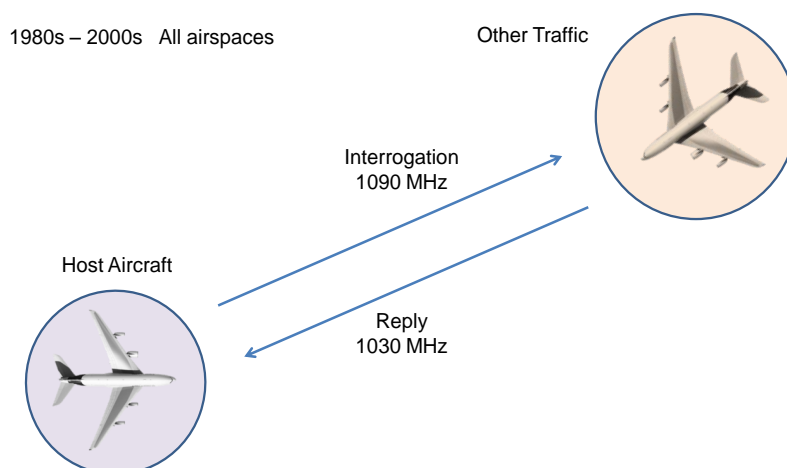 1980s – 2000s   All airspaces
Other Traffic
Interrogation
1090 MHz
Host Aircraft
Reply
1030 MHz